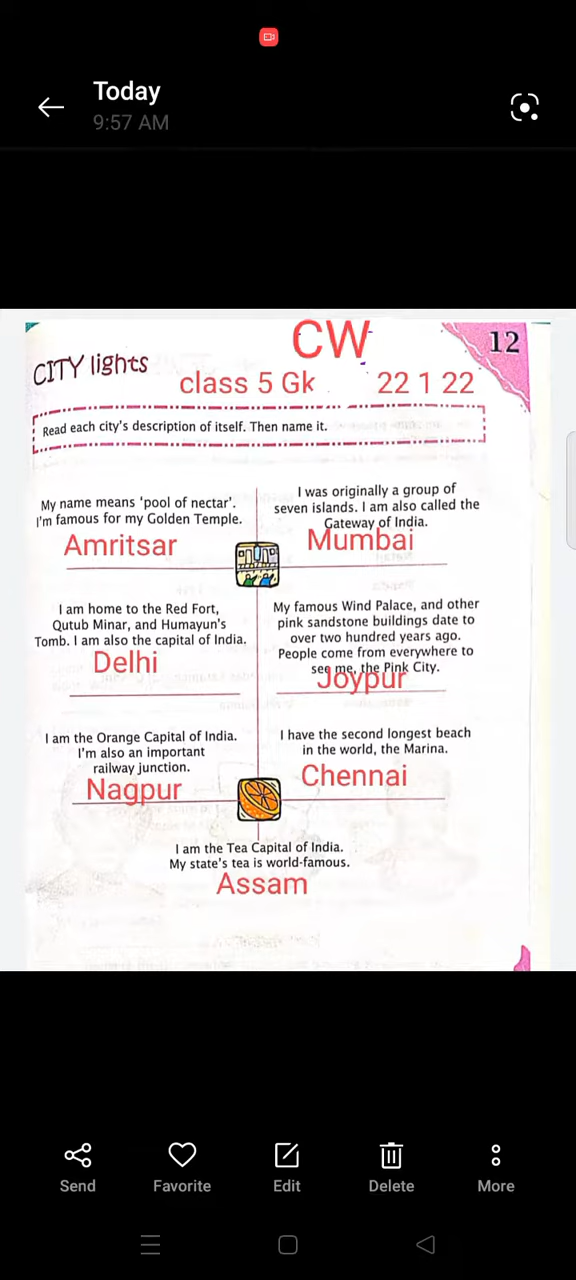 Today
9:57 AM
CITY lights
CW
12
class 5 Gk
22 1 22
Read each city's description of itself. Then name it.
My name means 'pool of nectar'.
I'm famous for my Golden Temple.
Amritsar
I was originally a group of
seven islands. I am also called the
Gateway of India.
Mumbai
I am home to the Red Fort,
Qutub Minar, and Humayun's
Tomb. I am also the capital of India.
Delhi
My famous Wind Palace, and other
pink sandstone buildings date to
over two hundred years ago.
People come from everywhere to
see me, the Pink City.
Joypur
I am the Orange Capital of India.
I'm also an important
railway junction.
Nagpur
I have the second longest beach
in the world, the Marina.
Chennai
I am the Tea Capital of India.
My state's tea is world-famous.
Assam
Send
Favorite
Edit
Delete
More